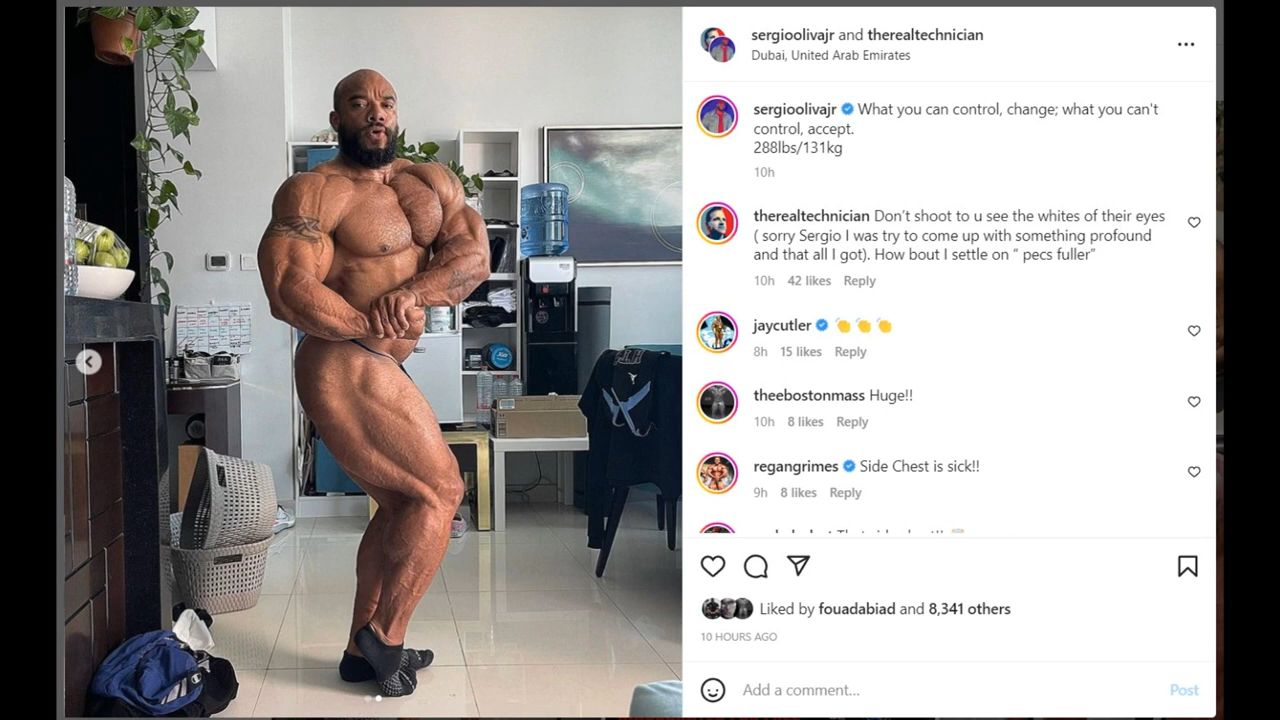 sergioolivajr and therealtechnician
Dubai, United Arab Emirates
sergioolivajr What you can control, change; what you can't
control, accept.
288lbs/131kg
10h
therealtechnician Don't shoot to u see the whites of their eyes
( sorry Sergio I was try to come up with something profound
and that all I got). How bout I settle on “ pecs fuller”
10h 42 likes Reply
jaycutler 👏👏👏
8h 15 likes Reply
theebostonmass Huge!!
10h 8 likes Reply
regangrimes Side Chest is sick!!
9h 8 likes Reply
Liked by fouadabiad and 8,341 others
10 HOURS AGO
Add a comment...
Post